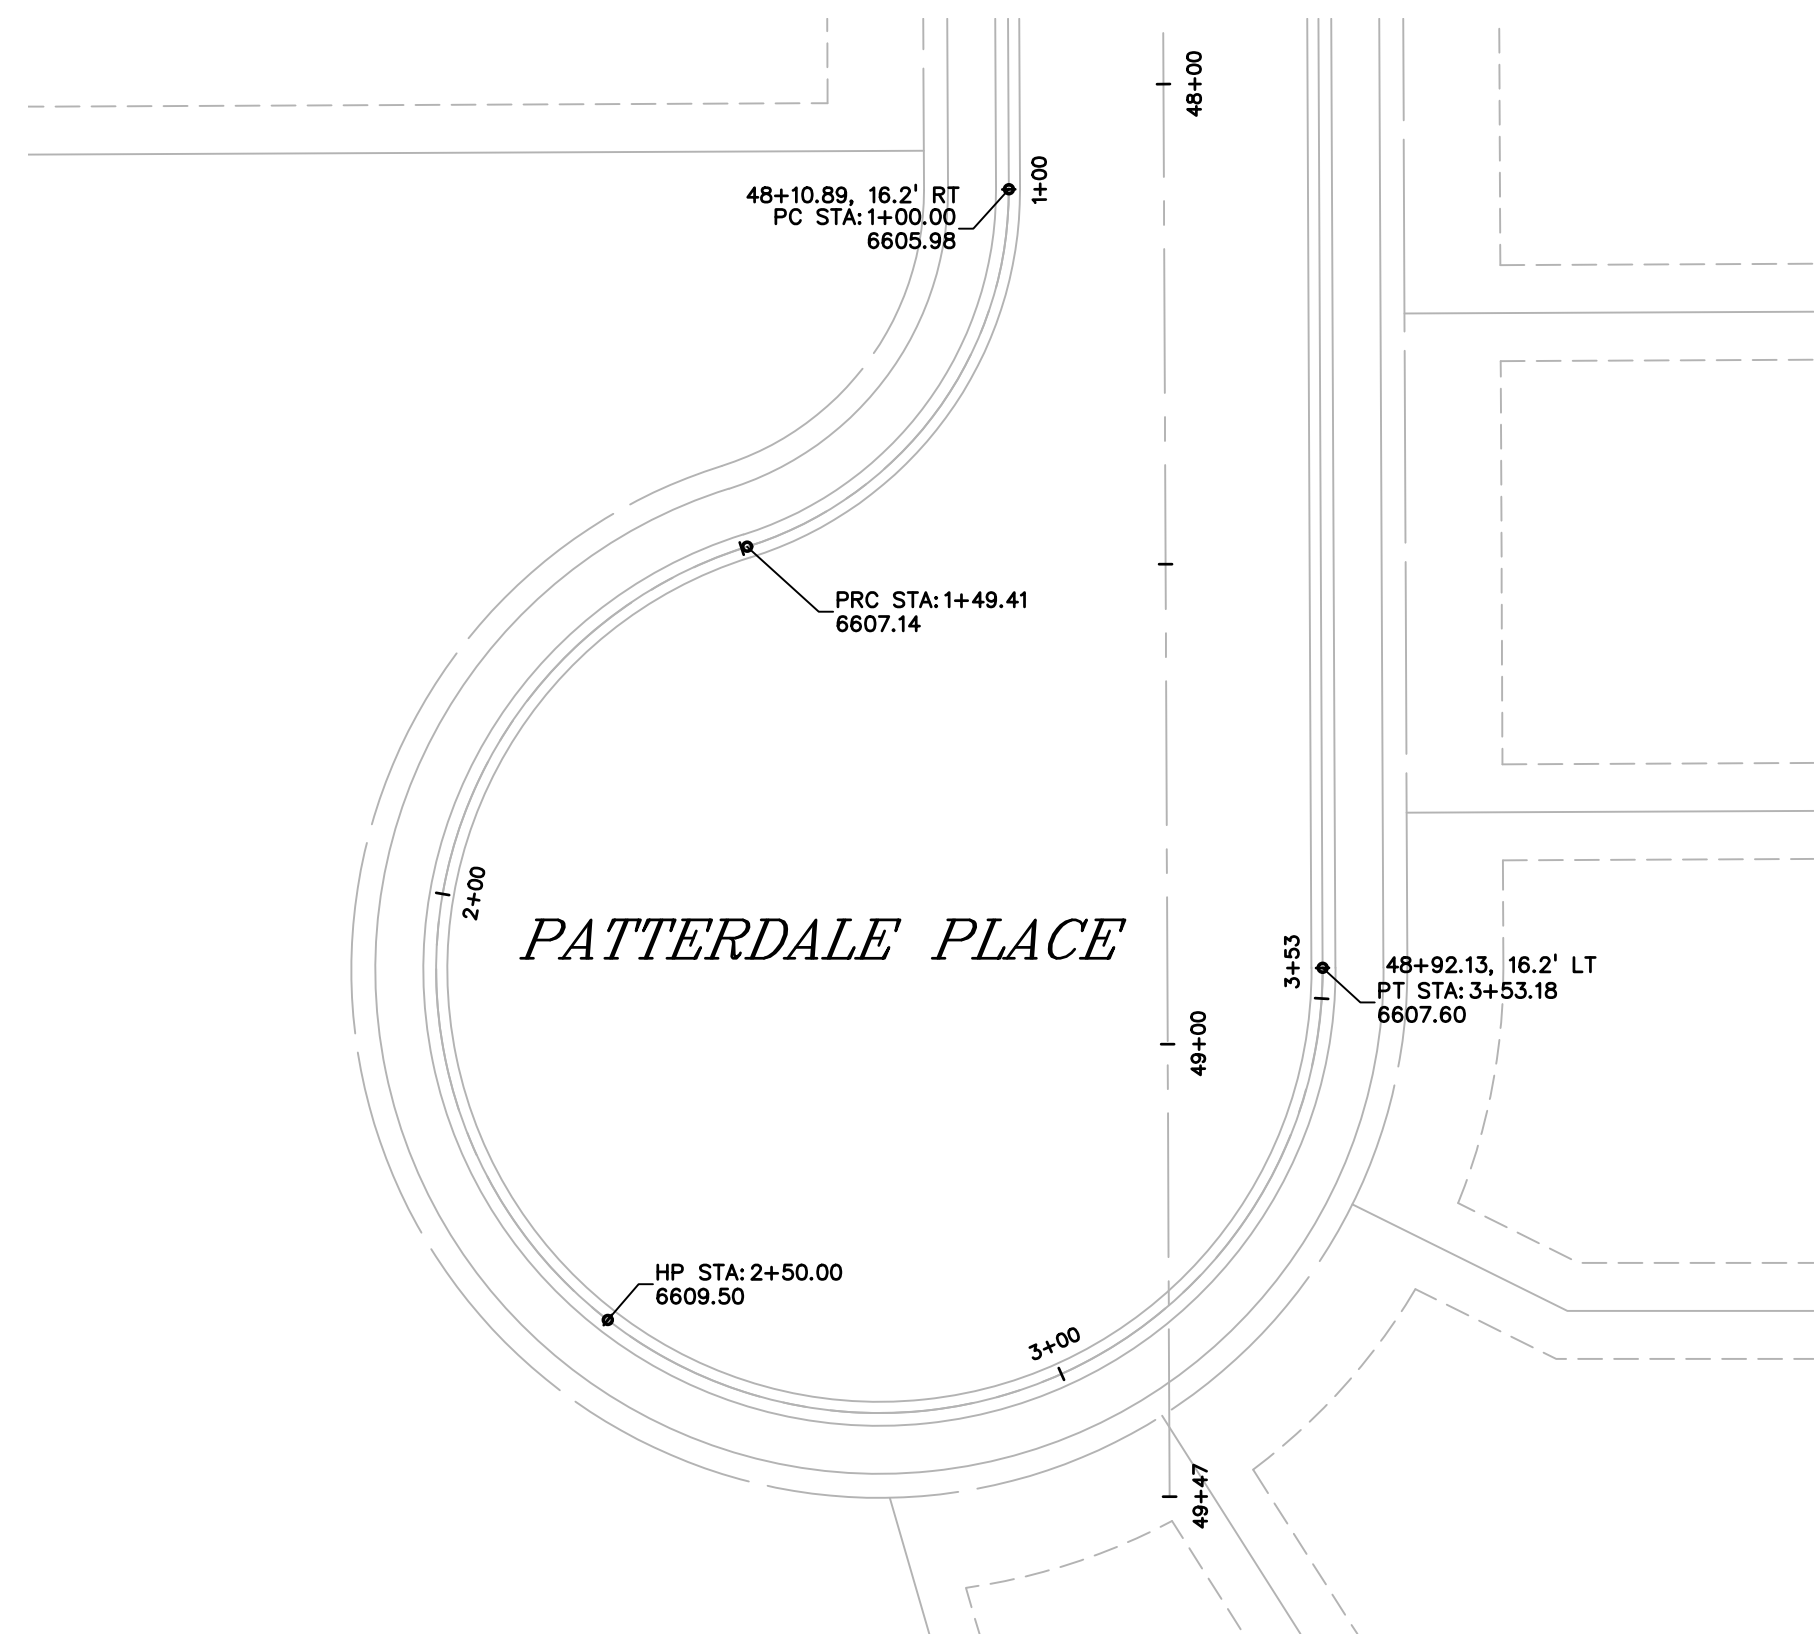 48+00
1+00
48+10.89, 16.2' RT
PC STA: 1+00.00
6605.98
PRC STA: 1+49.41
6607.14
2+00
PATTERDALE PLACE
3+53
48+92.13, 16.2' LT
PT STA: 3+53.18
6607.60
49+00
HP STA: 2+50.00
6609.50
3+00
49+47